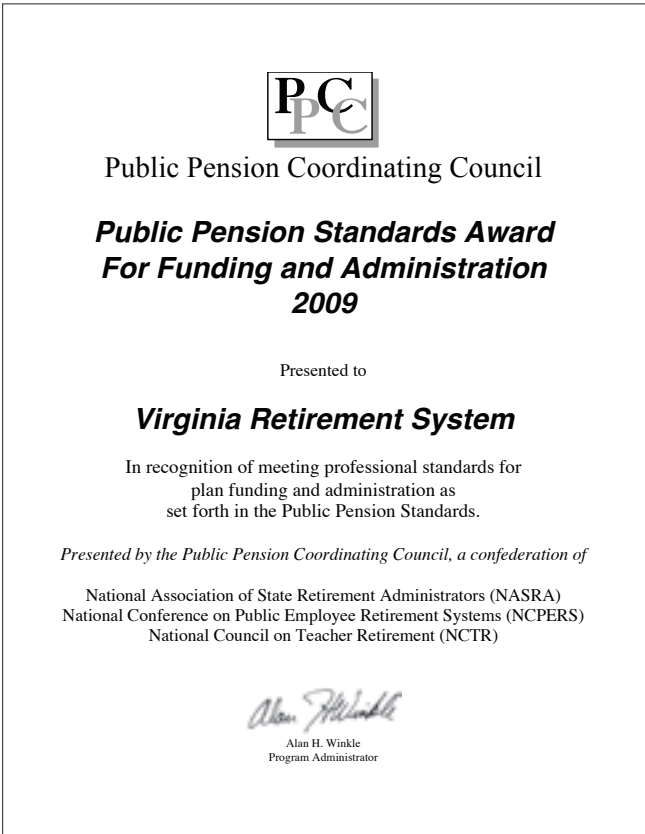 PPCC
Public Pension Coordinating Council
Public Pension Standards Award
For Funding and Administration
2009
Presented to
Virginia Retirement System
In recognition of meeting professional standards for
plan funding and administration as
set forth in the Public Pension Standards.
Presented by the Public Pension Coordinating Council, a confederation of
National Association of State Retirement Administrators (NASRA)
National Conference on Public Employee Retirement Systems (NCPERS)
National Council on Teacher Retirement (NCTR)
Alan H Winkle
Alan H. Winkle
Program Administrator